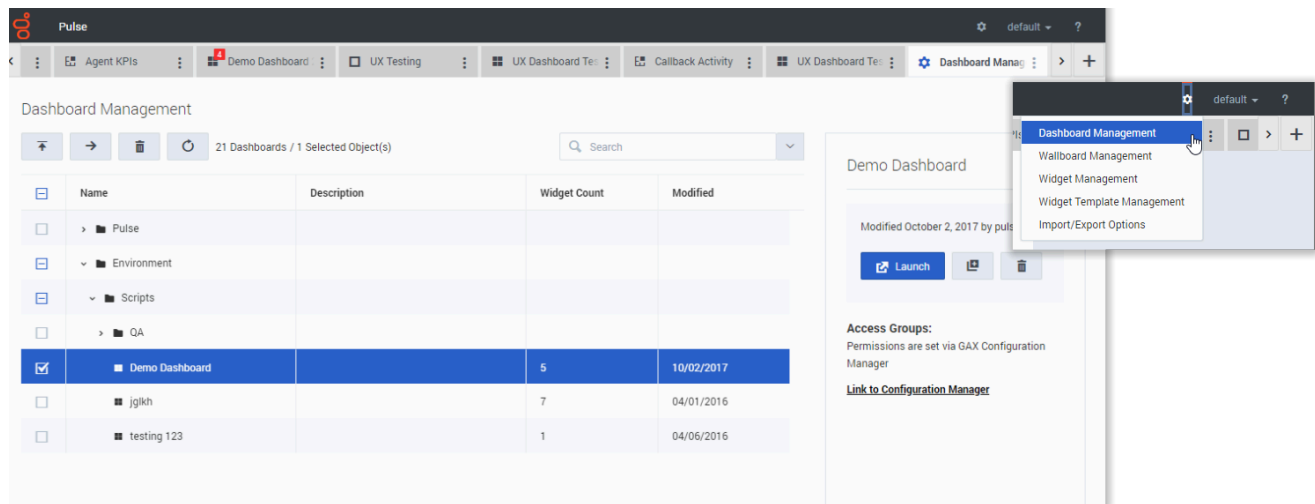 Pulse
default
?
Agent KPIs
4
Demo Dashboard
UX Testing
UX Dashboard Tes
Callback Activity
UX Dashboard Tes
Dashboard Manag
Dashboard Management
21 Dashboards / 1 Selected Object(s)
Search
Name Description Widget Count Modified
Pulse
Environment
Scripts
QA
Demo Dashboard 5 10/02/2017
jglkh 7 04/01/2016
testing 123 1 04/06/2016
Demo Dashboard
Modified October 2, 2017 by puls
Launch
Access Groups:
Permissions are set via GAX Configuration
Manager
Link to Configuration Manager
default
?
Dashboard Management
Wallboard Management
Widget Management
Widget Template Management
Import/Export Options